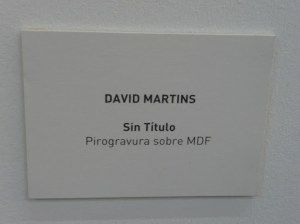 DAVID MARTINS
Sin Título
Pirogravura sobre MDF